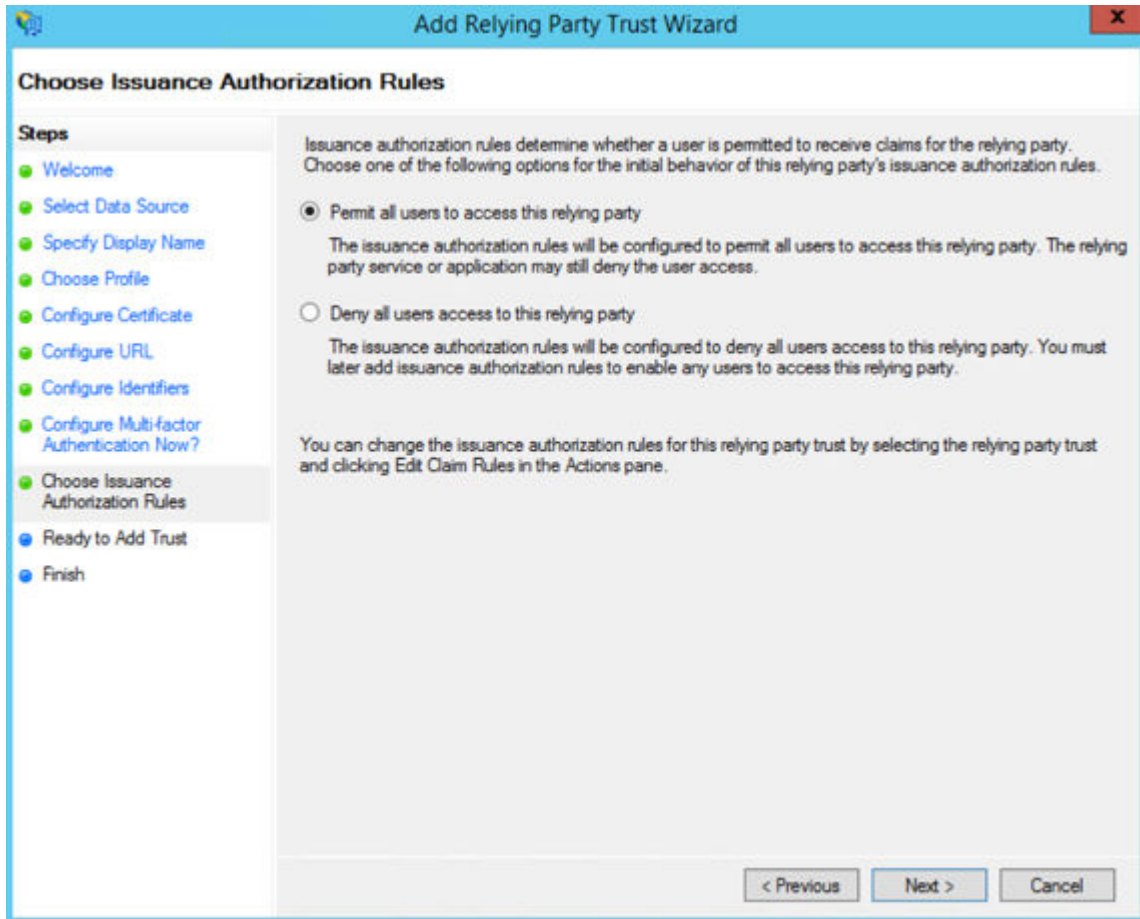 Add Relying Party Trust Wizard
x
Choose Issuance Authorization Rules
Steps
Welcome
Select Data Source
Specify Display Name
Choose Profile
Configure Certificate
Configure URL
Configure Identifiers
Configure Multi-factor
Authentication Now?
Choose Issuance
Authorization Rules
Ready to Add Trust
Finish
Issuance authorization rules determine whether a user is permitted to receive claims for the relying party.
Choose one of the following options for the initial behavior of this relying party's issuance authorization rules.
Permit all users to access this relying party
The issuance authorization rules will be configured to permit all users to access this relying party. The relying
party service or application may still deny the user access.
Deny all users access to this relying party
The issuance authorization rules will be configured to deny all users access to this relying party. You must
later add issuance authorization rules to enable any users to access this relying party.
You can change the issuance authorization rules for this relying party trust by selecting the relying party trust
and clicking Edit Claim Rules in the Actions pane.
< Previous
Next >
Cancel